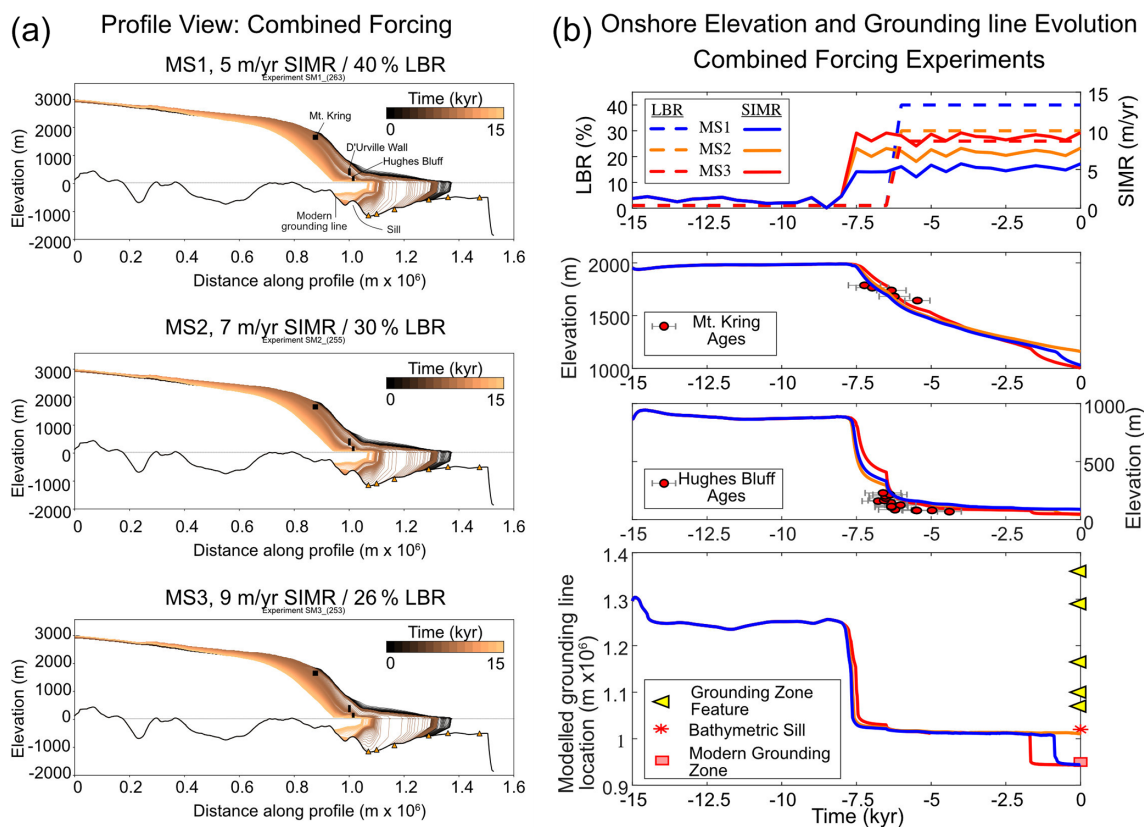 (a) Profile View: Combined Forcing
MS1, 5 m/yr SIMR / 40 % LBR
Experiment SM1_(263)
Time (kyr)
0 15
Mt. Kring
D'Urville Wall
Hughes Bluff
Modern
grounding line
Sill
Elevation (m)
3000
2000
1000
0
-1000
-2000
0.0 0.2 0.4 0.6 0.8 1.0 1.2 1.4 1.6
Distance along profile (m x 10⁶)
MS2, 7 m/yr SIMR / 30 % LBR
Experiment SM2_(255)
Time (kyr)
0 15
Elevation (m)
3000
2000
1000
0
-1000
-2000
0.0 0.2 0.4 0.6 0.8 1.0 1.2 1.4 1.6
Distance along profile (m x 10⁶)
MS3, 9 m/yr SIMR / 26 % LBR
Experiment SM3_(253)
Time (kyr)
0 15
Elevation (m)
3000
2000
1000
0
-1000
-2000
0.0 0.2 0.4 0.6 0.8 1.0 1.2 1.4 1.6
Distance along profile (m x 10⁶)
(b) Onshore Elevation and Grounding line Evolution
Combined Forcing Experiments
LBR (%)
40
30
20
10
0
LBR SIMR
MS1
MS2
MS3
15
10
5
0
SIMR (m/yr)
-15 -12.5 -10 -7.5 -5 -2.5 0
Elevation (m)
2000
1500
1000
Mt. Kring
Ages
-15 -12.5 -10 -7.5 -5 -2.5 0
Hughes Bluff
Ages
1000
500
0
Elevation (m)
-15 -12.5 -10 -7.5 -5 -2.5 0
Modelled grounding line
location (m x10⁶)
1.4
1.3
1.2
1.1
1
0.9
Grounding Zone
Feature
Bathymetric Sill
Modern Grounding
Zone
-15 -12.5 -10 -7.5 -5 -2.5 0
Time (kyr)